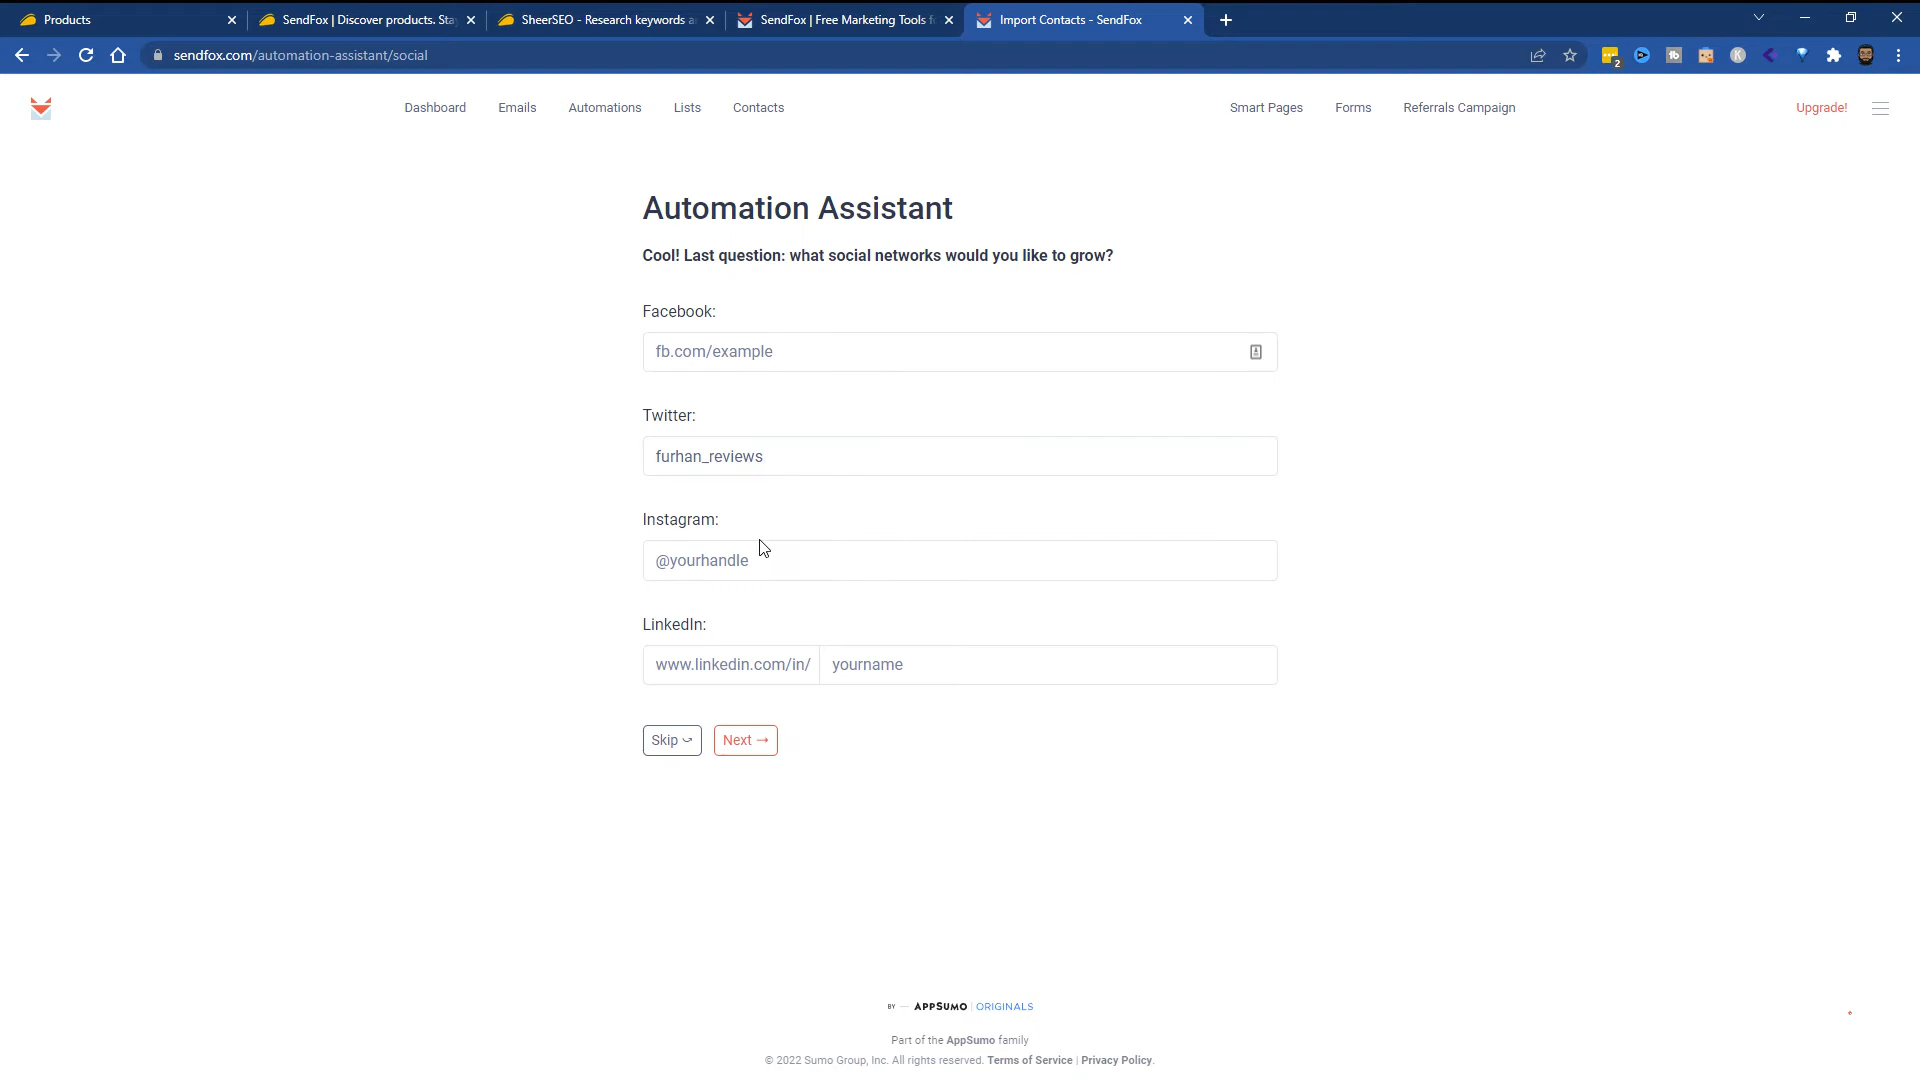 Products
SendFox | Discover products. Sta
SheerSEO - Research keywords a
SendFox | Free Marketing Tools f
Import Contacts - SendFox
sendfox.com/automation-assistant/social
2
Dashboard
Emails
Automations
Lists
Contacts
Smart Pages
Forms
Referrals Campaign
Upgrade!
Automation Assistant
Cool! Last question: what social networks would you like to grow?
Facebook:
fb.com/example
Twitter:
furhan_reviews
Instagram:
@yourhandle
LinkedIn:
www.linkedin.com/in/ yourname
Skip
Next →
BY — APPSUMO | ORIGINALS
Part of the AppSumo family
© 2022 Sumo Group, Inc. All rights reserved. Terms of Service | Privacy Policy.